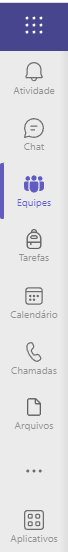 Atividade
Chat
Equipes
Tarefas
Calendário
Chamadas
Arquivos
Aplicativos